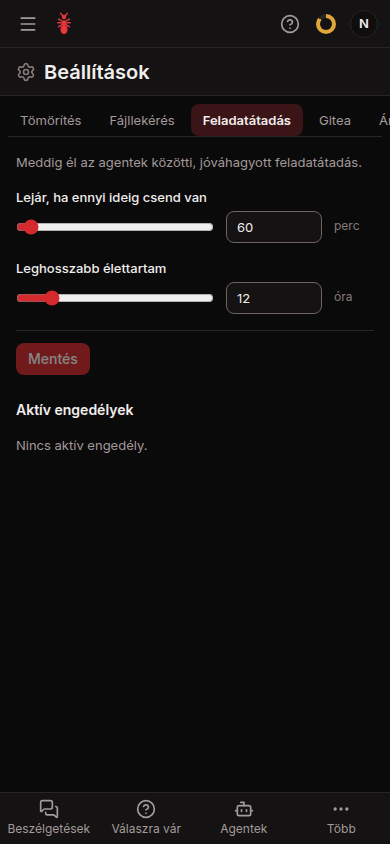 N
Beállítások
Tömörítés
Fájllekérés
Feladatátadás
Gitea
Meddig él az agentek közötti, jóváhagyott feladatátadás.
Lejár, ha ennyi ideig csend van
60 perc
Leghosszabb élettartam
12 óra
Mentés
Aktív engedélyek
Nincs aktív engedély.
Beszélgetések
Válaszra vár
Agentek
Több